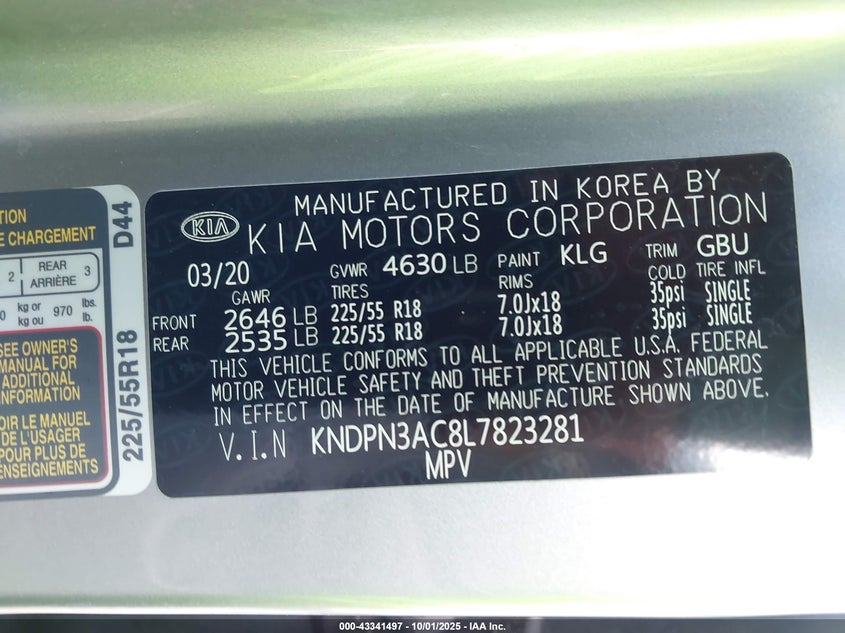 TION
E CHARGEMENT
2 REAR ARRIÈRE 3
0 kg or kg ou 970 lbs. lb.
SEE OWNER'S
MANUAL FOR
ADDITIONAL
INFORMATION
VOIR LE MANUEL
DE L'USAGER
POUR PLUS DE
RENSEIGNEMENTS
225/55R18 D44
MANUFACTURED IN KOREA BY
KIA KIA MOTORS CORPORATION
03/20 GVWR 4630 LB PAINT KLG TRIM GBU
GAWR TIRES RIMS COLD TIRE INFL
FRONT 2646 LB 225/55 R18 7.0Jx18 35psi SINGLE
REAR 2535 LB 225/55 R18 7.0Jx18 35psi SINGLE
THIS VEHICLE CONFORMS TO ALL APPLICABLE U.S.A. FEDERAL
MOTOR VEHICLE SAFETY AND THEFT PREVENTION STANDARDS
IN EFFECT ON THE DATE OF MANUFACTURE SHOWN ABOVE.
V.I.N KNDPN3AC8L7823281
MPV
000-43341497 - 10/01/2025 - IAA Inc.